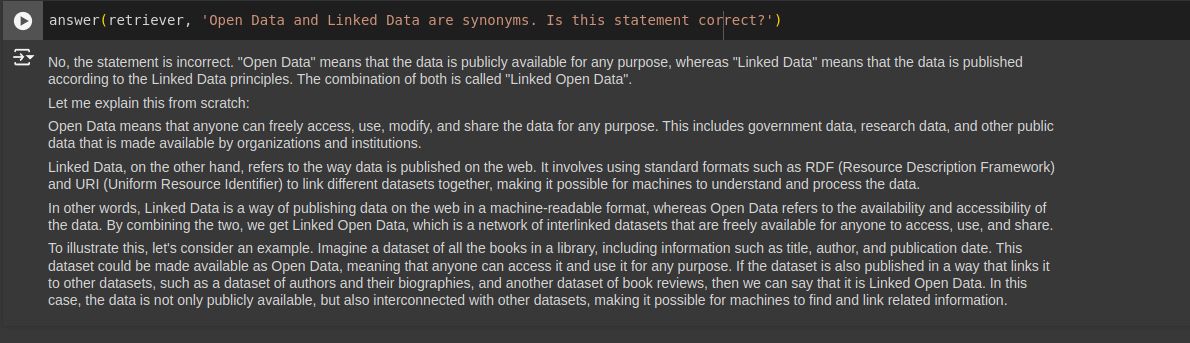 answer(retriever, 'Open Data and Linked Data are synonyms. Is this statement correct?')
No, the statement is incorrect. "Open Data" means that the data is publicly available for any purpose, whereas "Linked Data" means that the data is published
according to the Linked Data principles. The combination of both is called "Linked Open Data".
Let me explain this from scratch:
Open Data means that anyone can freely access, use, modify, and share the data for any purpose. This includes government data, research data, and other public
data that is made available by organizations and institutions.
Linked Data, on the other hand, refers to the way data is published on the web. It involves using standard formats such as RDF (Resource Description Framework)
and URI (Uniform Resource Identifier) to link different datasets together, making it possible for machines to understand and process the data.
In other words, Linked Data is a way of publishing data on the web in a machine-readable format, whereas Open Data refers to the availability and accessibility of
the data. By combining the two, we get Linked Open Data, which is a network of interlinked datasets that are freely available for anyone to access, use, and share.
To illustrate this, let's consider an example. Imagine a dataset of all the books in a library, including information such as title, author, and publication date. This
dataset could be made available as Open Data, meaning that anyone can access it and use it for any purpose. If the dataset is also published in a way that links it
to other datasets, such as a dataset of authors and their biographies, and another dataset of book reviews, then we can say that it is Linked Open Data. In this
case, the data is not only publicly available, but also interconnected with other datasets, making it possible for machines to find and link related information.